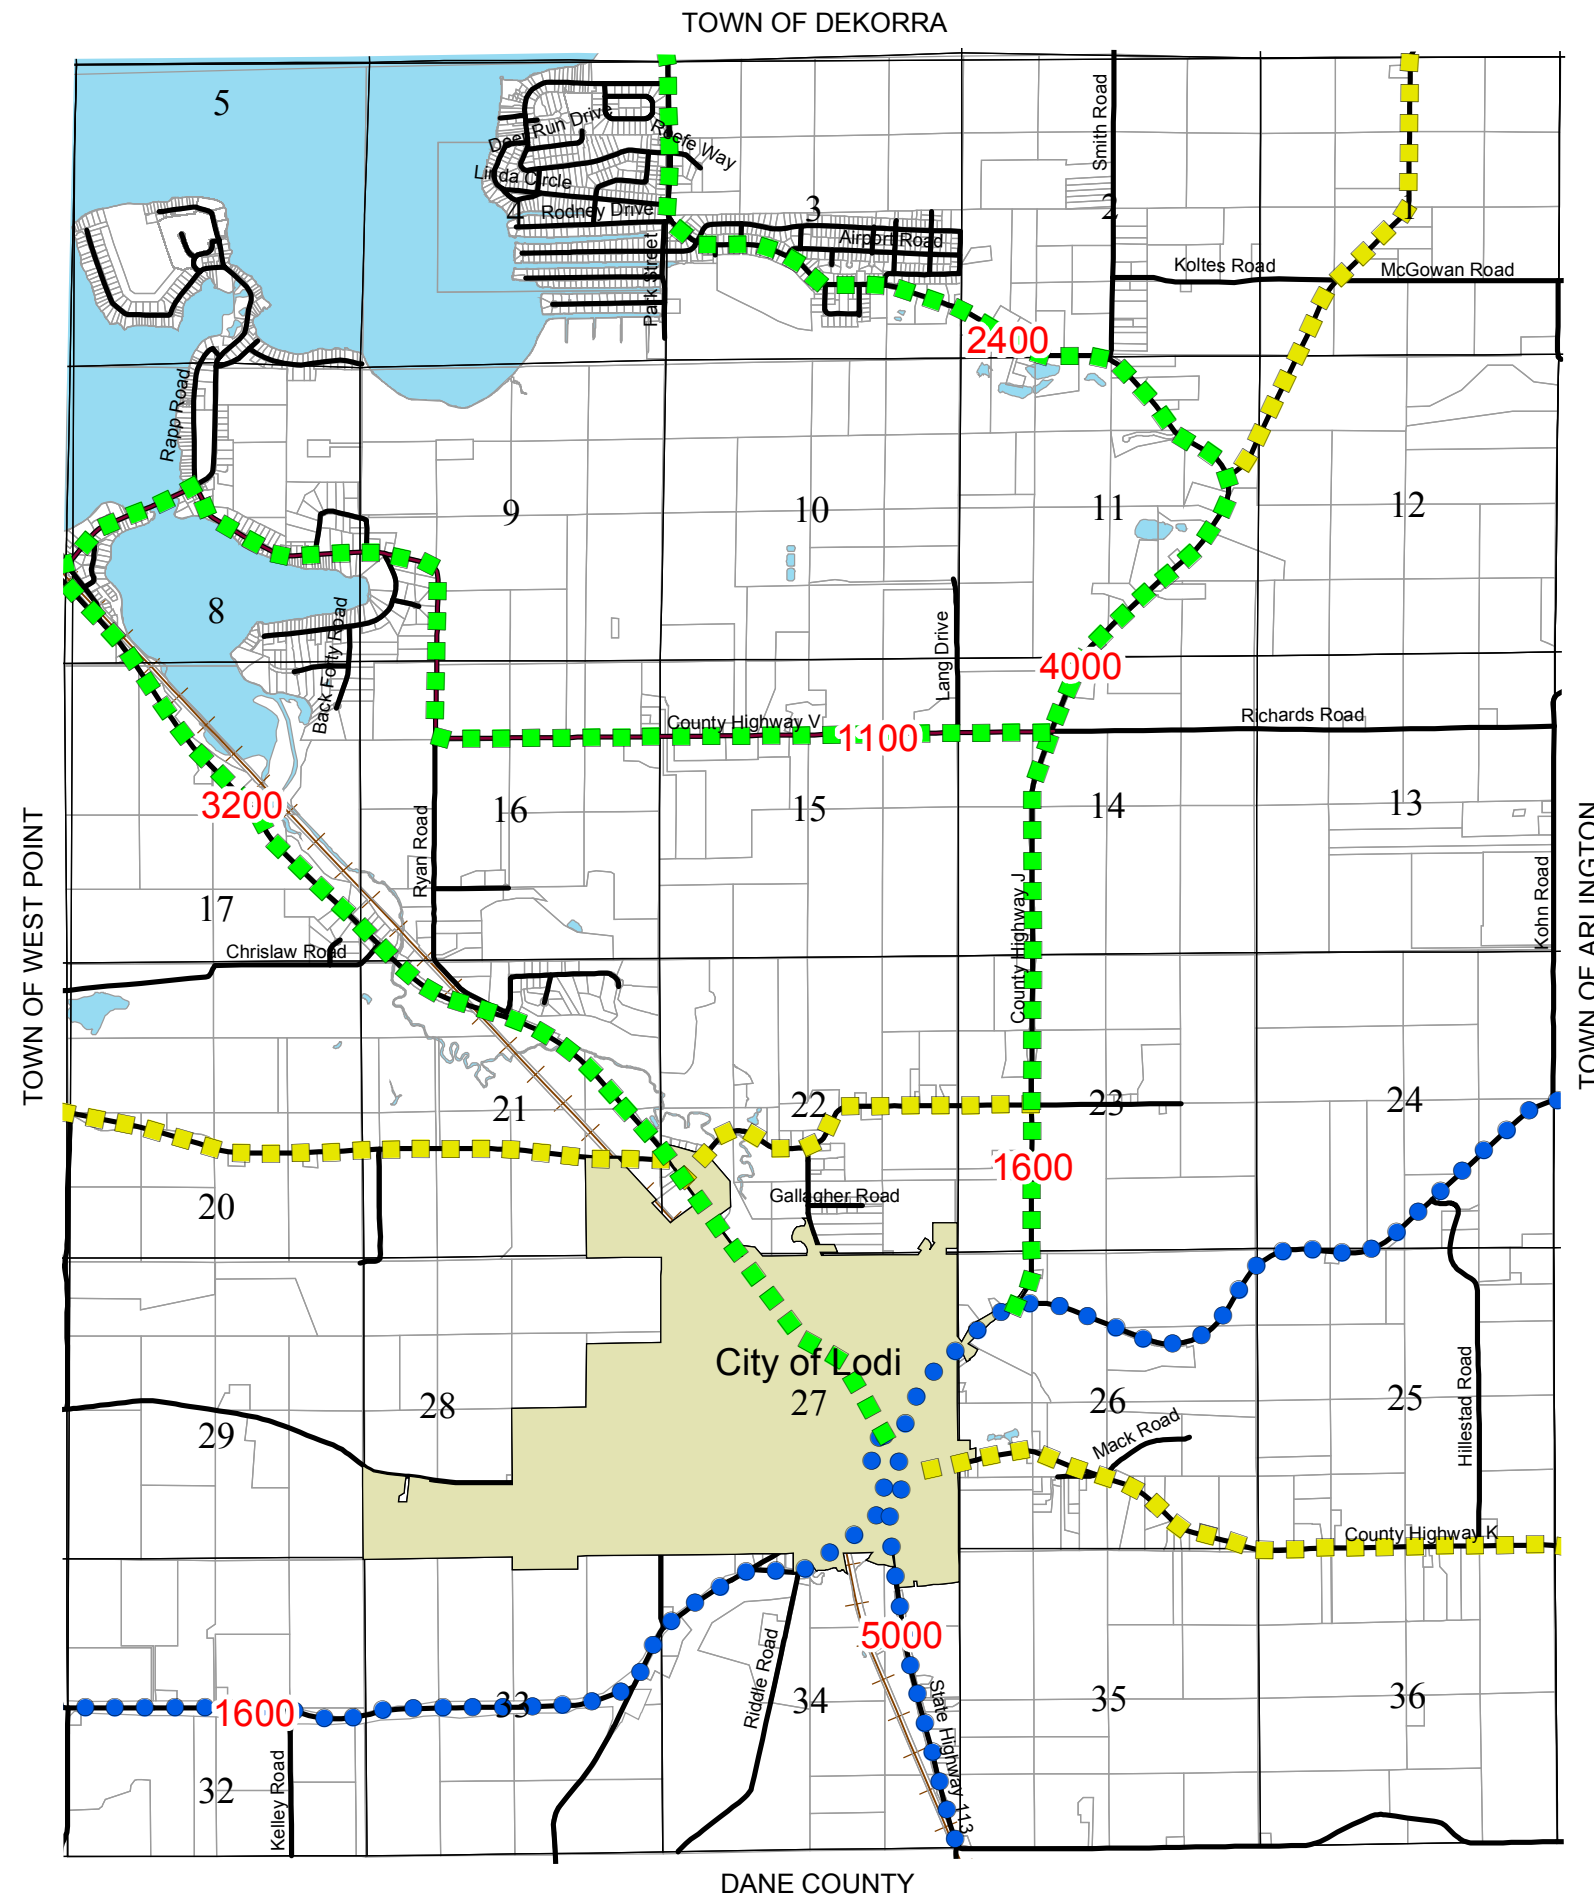 TOWN OF DEKORRA
5
Smith Road
Deer Run Drive
Reefe Way
Linda Circle
4
Rodney Drive
3
2
1
Airport Road
Park Street
Koltes Road
McGowan Road
2400
Rapp Road
9
10
11
12
8
Back Forty Road
Lang Drive
4000
County Highway V
1100
Richards Road
3200
TOWN OF WEST POINT
Ryan Road
16
15
14
13
TOWN OF ARLINGTON
17
Chrislaw Road
County Highway J
Kohn Road
21
22
23
24
1600
20
Gallagher Road
City of Lodi
27
28
29
26
25
Mack Road
Hillestad Road
County Highway K
5000
1600
33
Riddle Road
34
State Highway 113
35
36
32
Kelley Road
DANE COUNTY